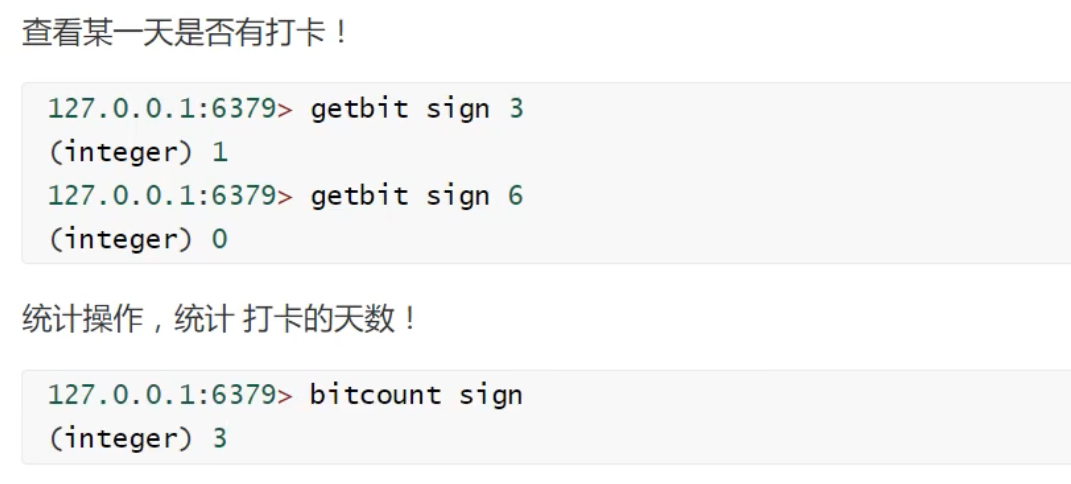 查看某一天是否有打卡！
127.0.0.1:6379> getbit sign 3
(integer) 1
127.0.0.1:6379> getbit sign 6
(integer) 0
统计操作，统计 打卡的天数！
127.0.0.1:6379> bitcount sign
(integer) 3